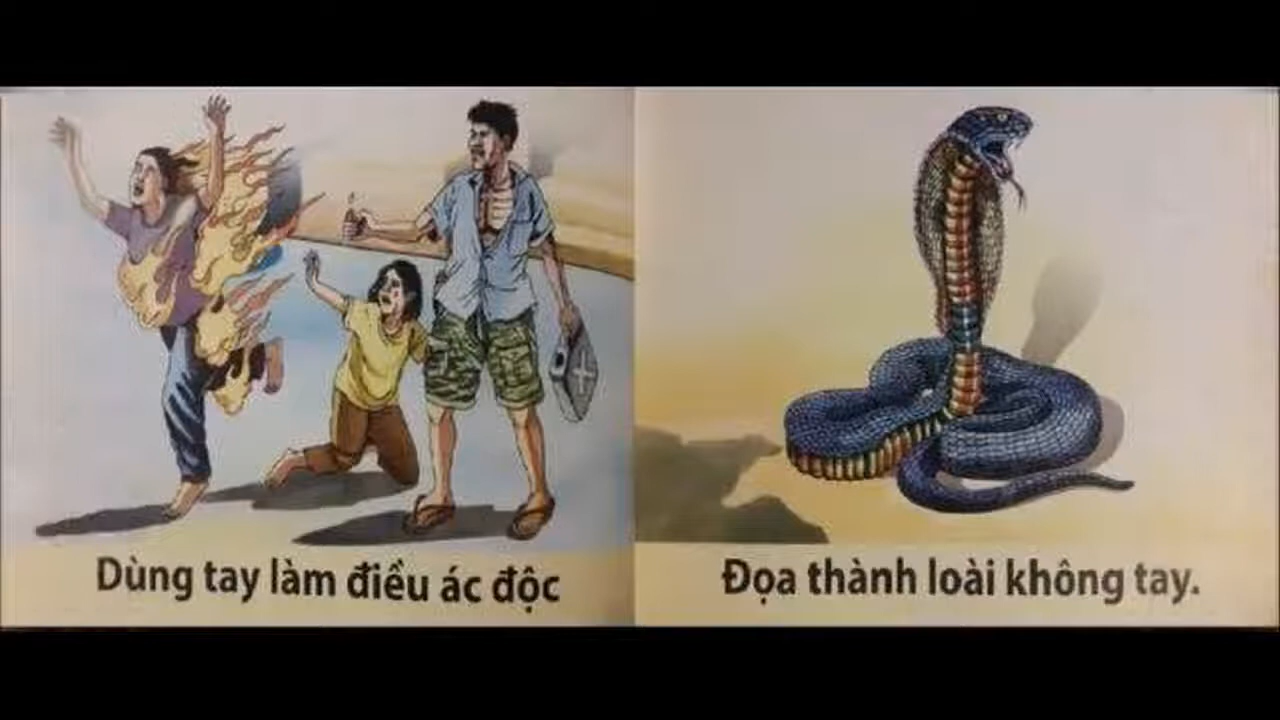 Dùng tay làm điều ác độc
Đọa thành loài không tay.